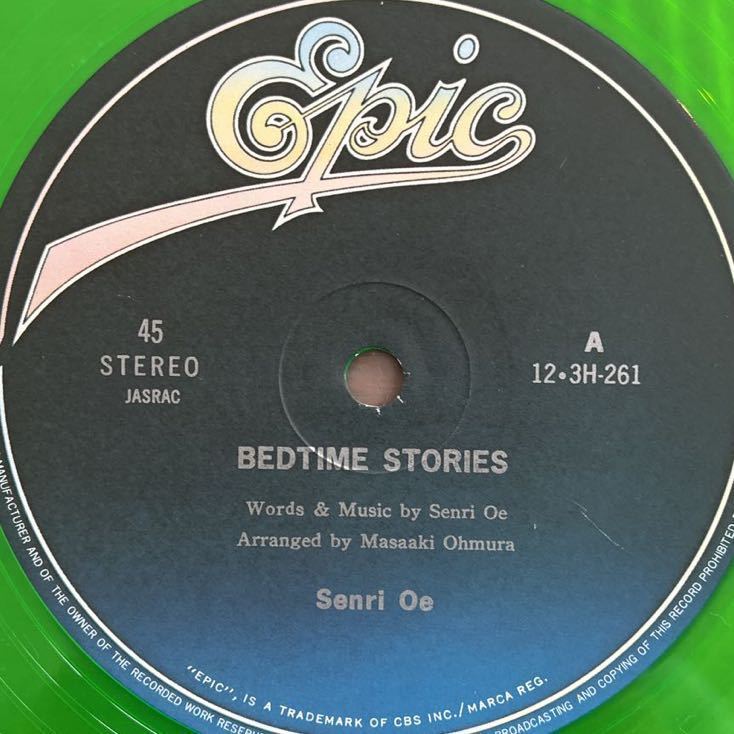 Epic
45
STEREO
JASRAC
A
12•3H-261
BEDTIME STORIES
Words & Music by Senri Oe
Arranged by Masaaki Ohmura
Senri Oe
"EPIC", IS A TRADEMARK OF CBS INC./MARCA REG.
MANUFACTURER AND OF THE OWNER OF THE RECORDED WORK
BROADCASTING AND COPYING OF THIS RECORD PROHIBITED